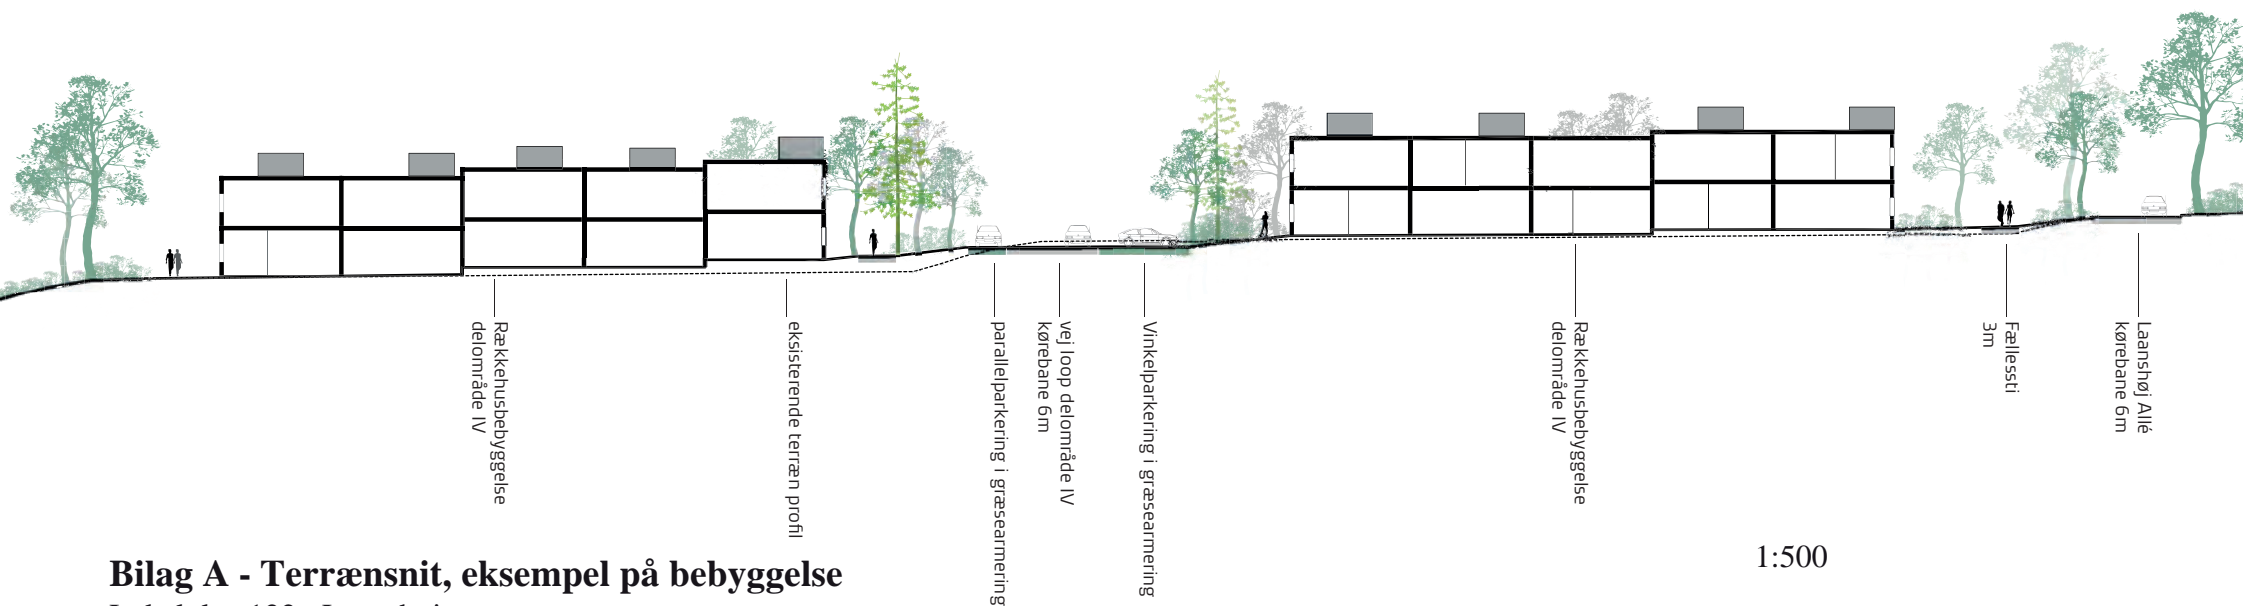 Rækkehusbebyggelse
delområde IV
eksisterende terræn profil
parallelparkering i græsearmering
vej loop delområde IV
kørebane 6m
Vinkelparkering i græsearmering
Rækkehusbebyggelse
delområde IV
Fællessti
3m
Laanshøj Allé
kørebane 6m
1:500
Bilag A - Terrænsnit, eksempel på bebyggelse